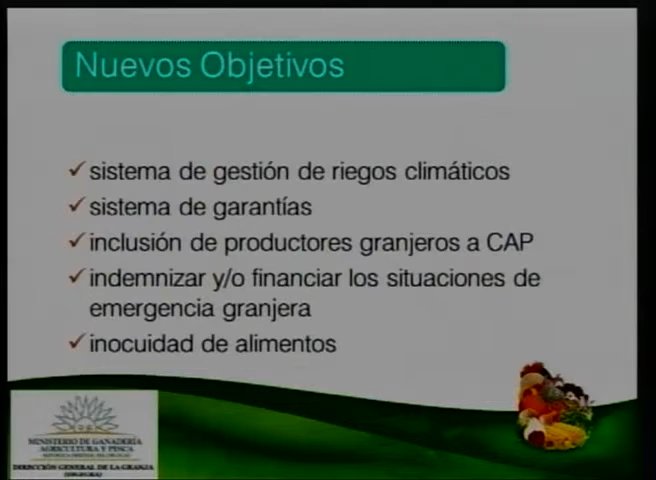 Nuevos Objetivos
✓ sistema de gestión de riegos climáticos
✓ sistema de garantías
✓ inclusión de productores granjeros a CAP
✓ indemnizar y/o financiar los situaciones de
emergencia granjera
✓ inocuidad de alimentos
MINISTERIO DE GANADERÍA
AGRICULTURA Y PESCA
DIRECCIÓN GENERAL DE LA GRANJA